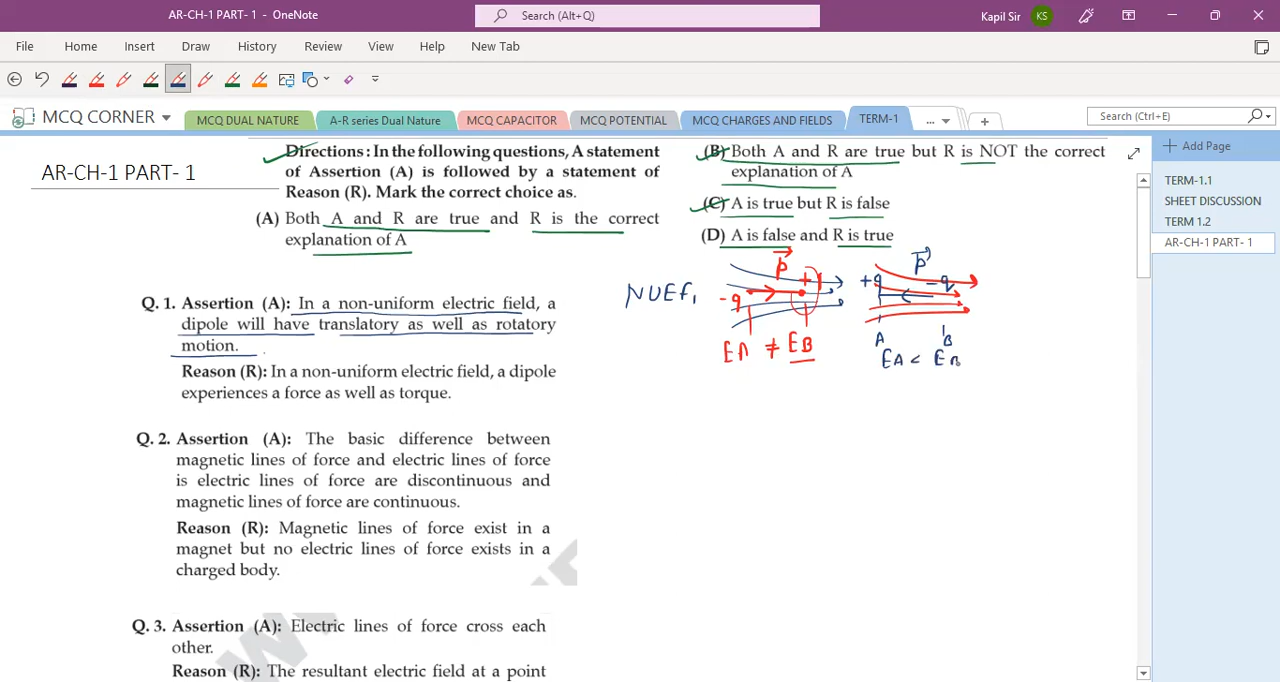 AR-CH-1 PART- 1 - OneNote
Search (Alt+Q)
Kapil Sir
KS
File Home Insert Draw History Review View Help New Tab
MCQ CORNER
MCQ DUAL NATURE
A-R series Dual Nature
MCQ CAPACITOR
MCQ POTENTIAL
MCQ CHARGES AND FIELDS
TERM-1
...
Search (Ctrl+E)
Add Page
TERM-1.1
SHEET DISCUSSION
TERM 1.2
AR-CH-1 PART- 1
AR-CH-1 PART- 1
Directions : In the following questions, A statement
of Assertion (A) is followed by a statement of
Reason (R). Mark the correct choice as.
(A) Both A and R are true and R is the correct
explanation of A
(B) Both A and R are true but R is NOT the correct
explanation of A
(C) A is true but R is false
(D) A is false and R is true
Q. 1. Assertion (A): In a non-uniform electric field, a
dipole will have translatory as well as rotatory
motion.
Reason (R): In a non-uniform electric field, a dipole
experiences a force as well as torque.
NUEF,
p
-q
+q
EA ≠ EB
p
+q
-q
A
B
EA < EB
Q. 2. Assertion (A): The basic difference between
magnetic lines of force and electric lines of force
is electric lines of force are discontinuous and
magnetic lines of force are continuous.
Reason (R): Magnetic lines of force exist in a
magnet but no electric lines of force exists in a
charged body.
Q. 3. Assertion (A): Electric lines of force cross each
other.
Reason (R): The resultant electric field at a point